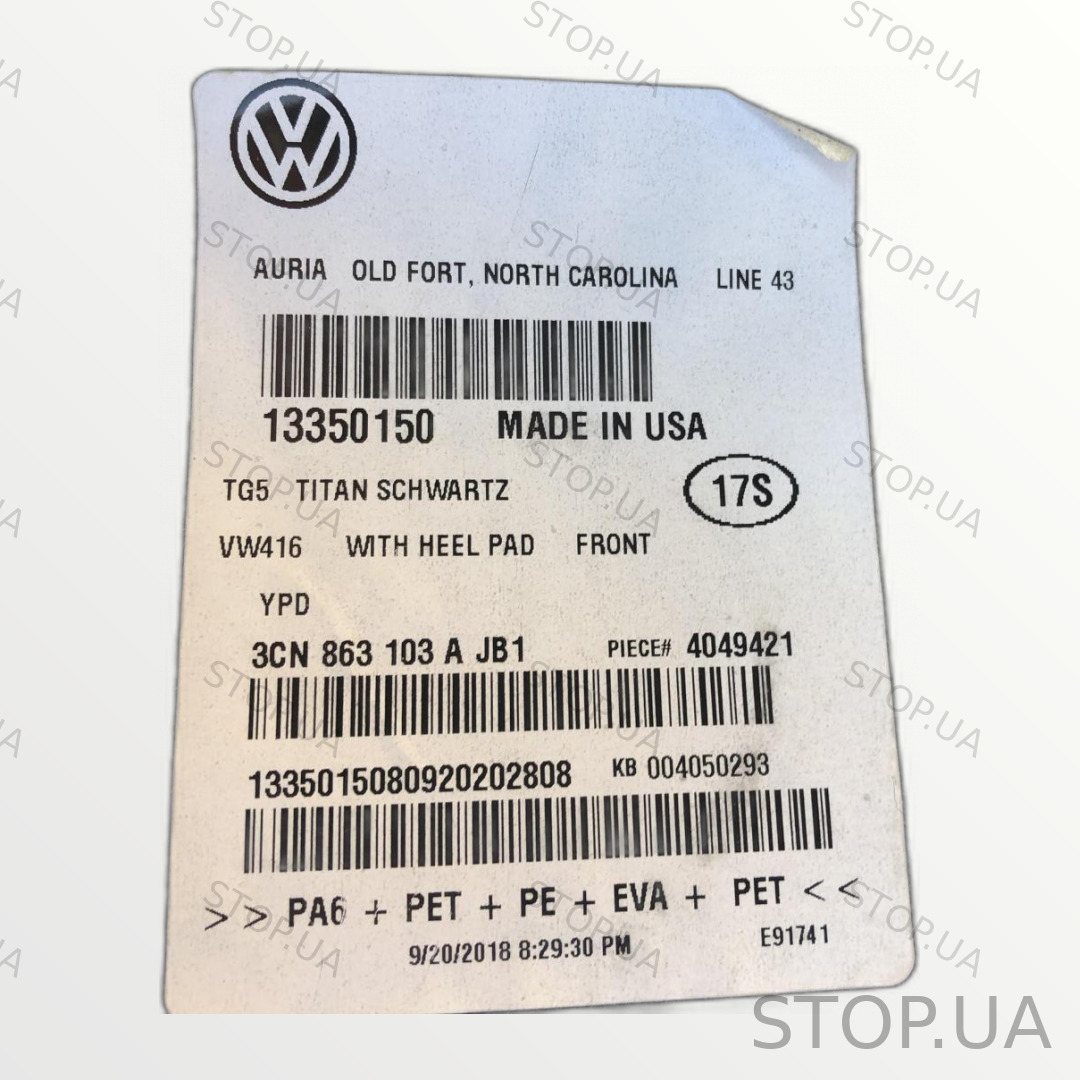 AURIA OLD FORT, NORTH CAROLINA LINE 43
13350150 MADE IN USA
TG5 TITAN SCHWARTZ 17S
VW416 WITH HEEL PAD FRONT
YPD
3CN 863 103 A JB1 PIECE# 4049421
1335015080920202808 KB 004050293
> > PA6 + PET + PE + EVA + PET < <
9/20/2018 8:29:30 PM E91741
STOP.UA